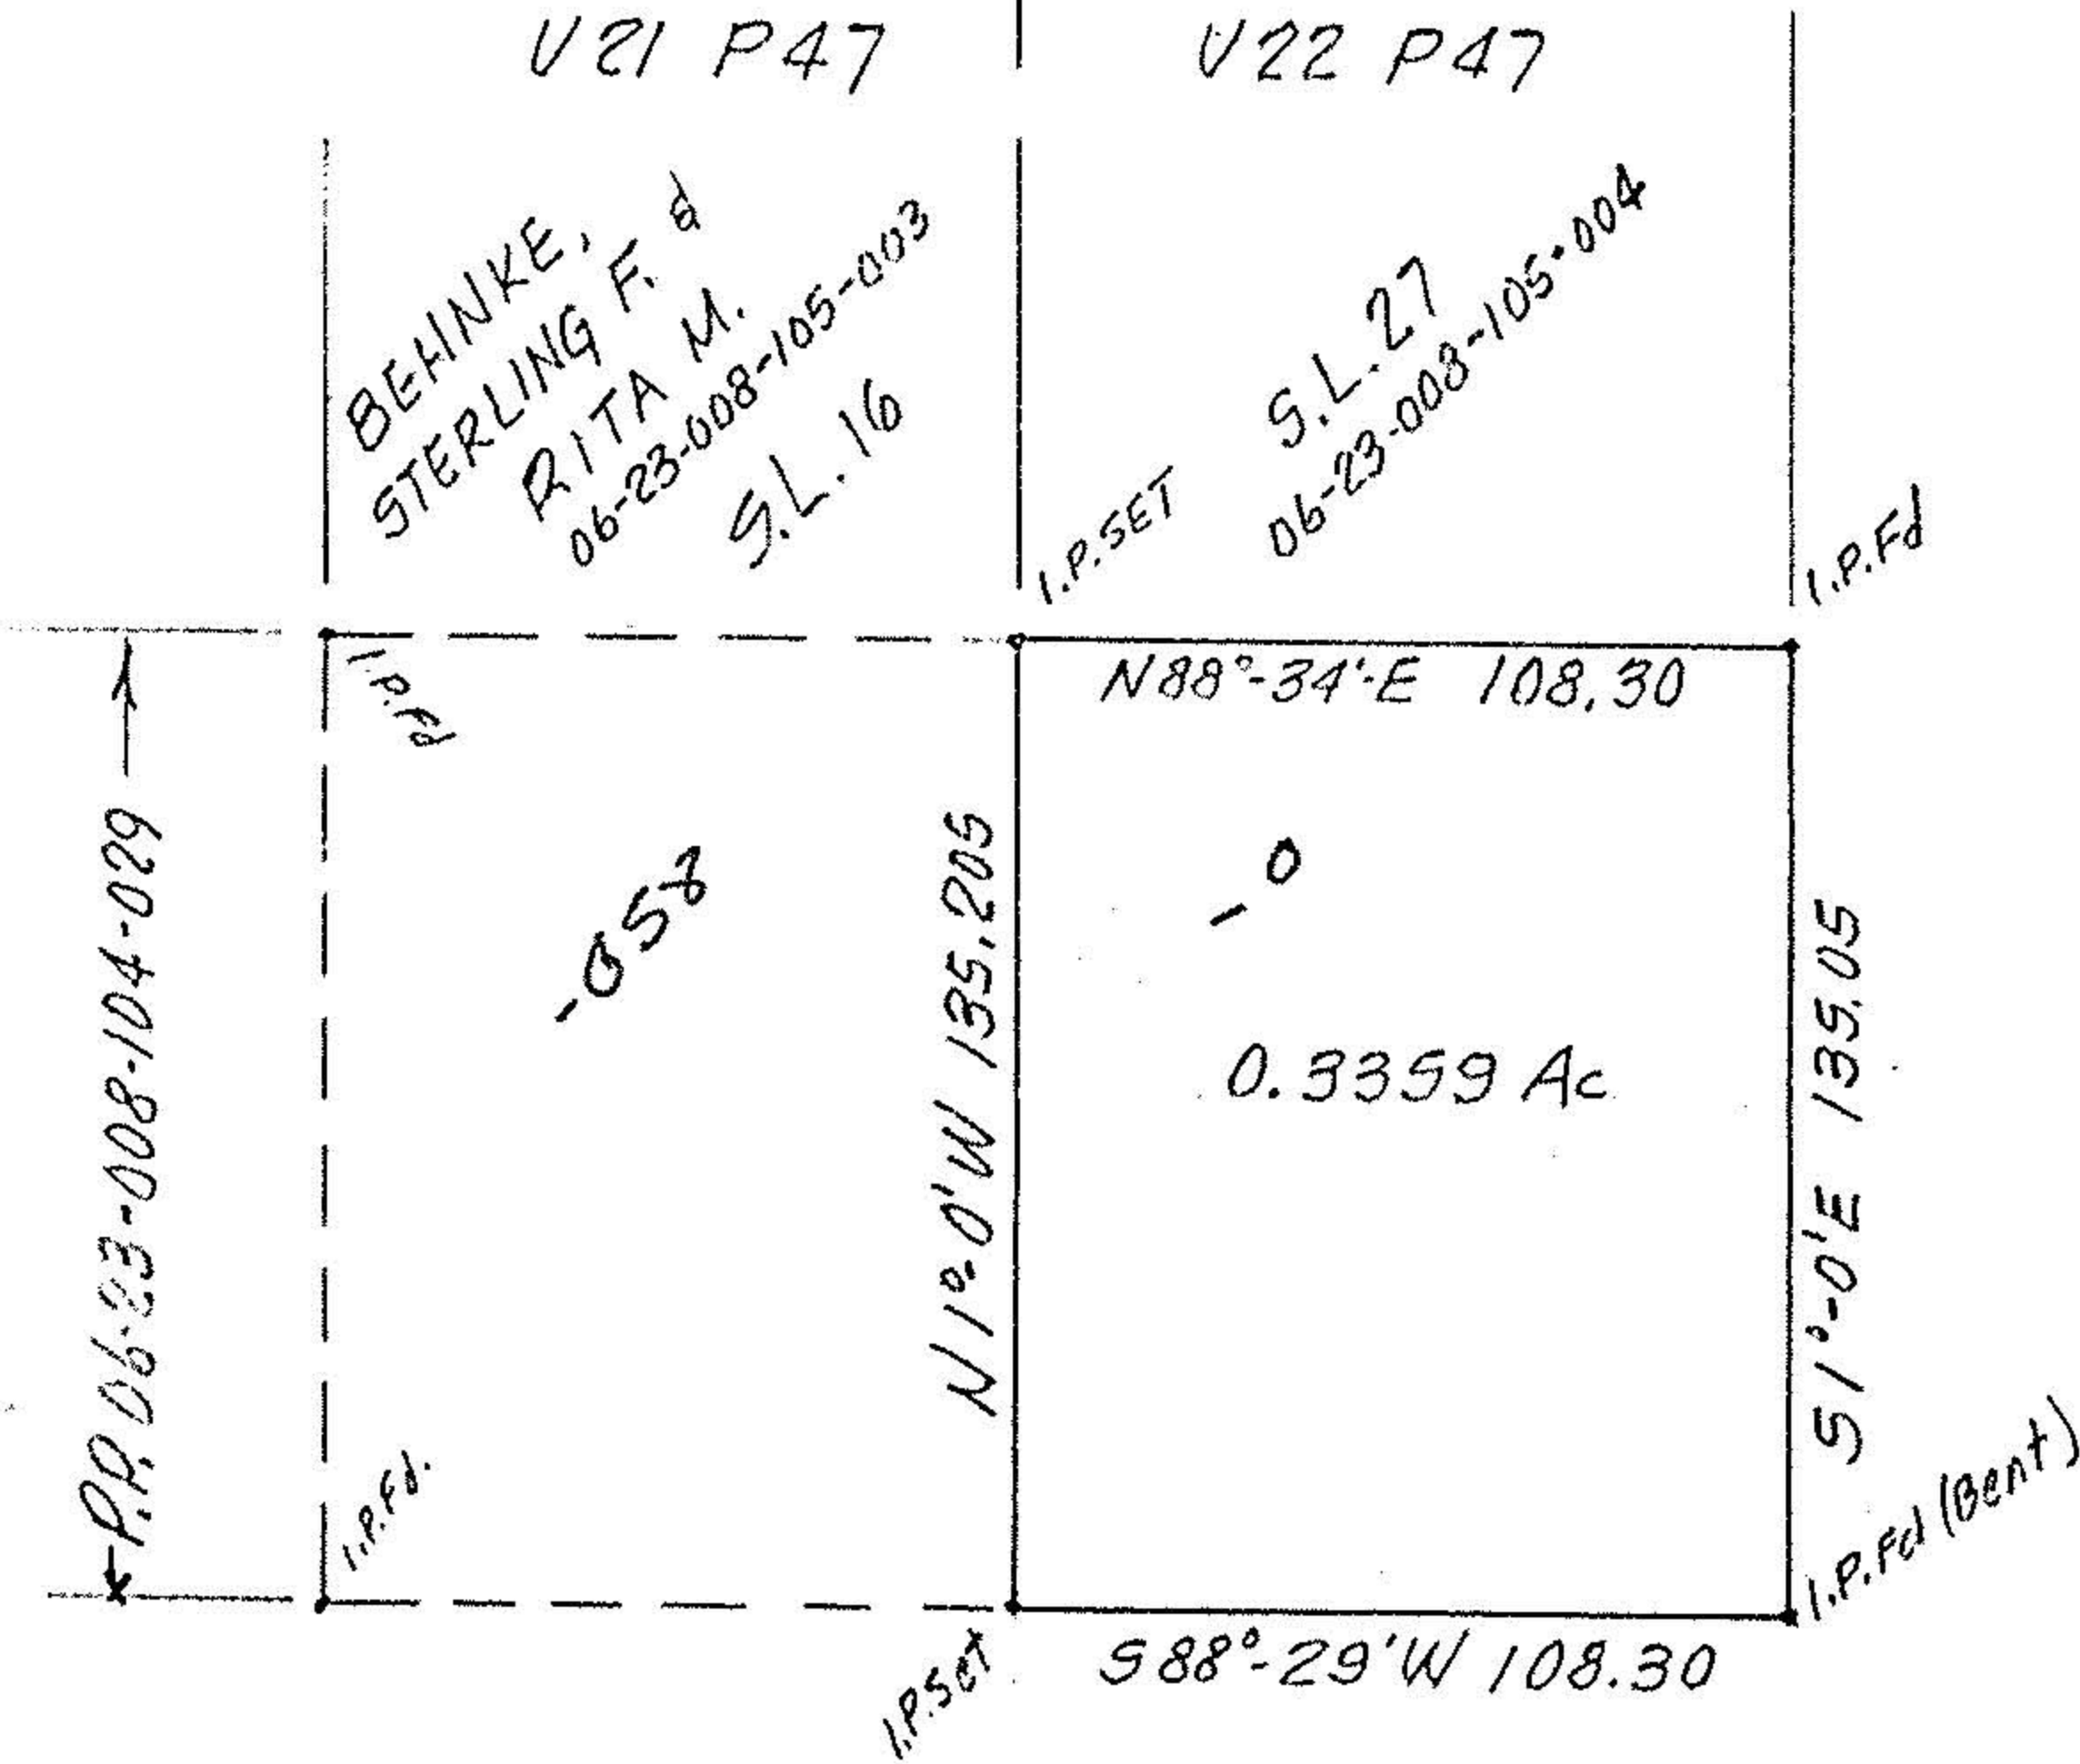 V21 P47
V22 P47
BEHNKE,
STERLING F. &
RITA M.
06-23-008-105-003
S.L. 16
I.P. SET
S.L. 27
06-23-008-105-004
I.P. Fd
I.P. Fd
N88°-34'-E 108.30
P.P. 06-23-008-104-029
N1°-0'W 135.205
0.3359 Ac
S1°-0'E 135.05
I.P. Fd.
I.P. Fd (Bent)
I.P. Set
S88°-29'W 108.30